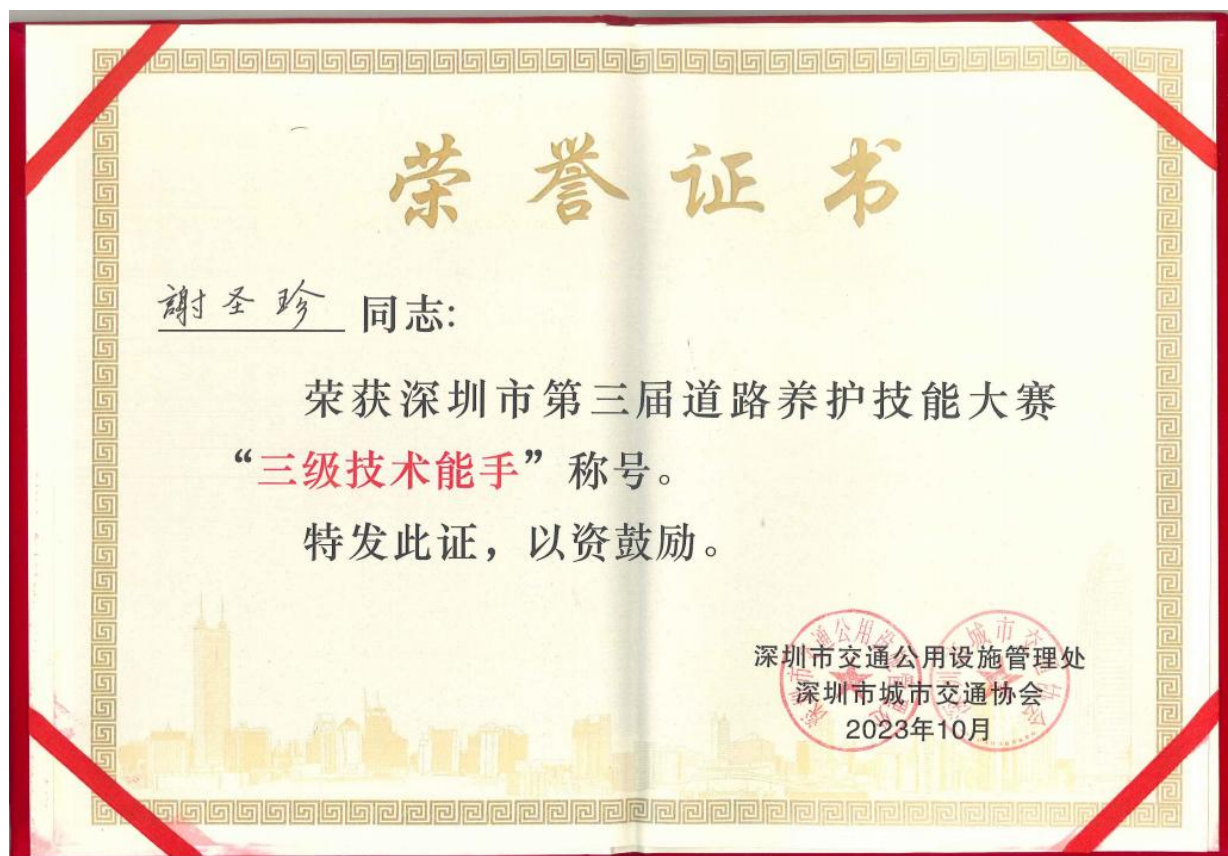 荣誉证书
謝圣珍 同志:
荣获深圳市第三届道路养护技能大赛
“三级技术能手”称号。
特发此证，以资鼓励。
深圳市交通公用设施管理处
深圳市城市交通协会
2023年10月